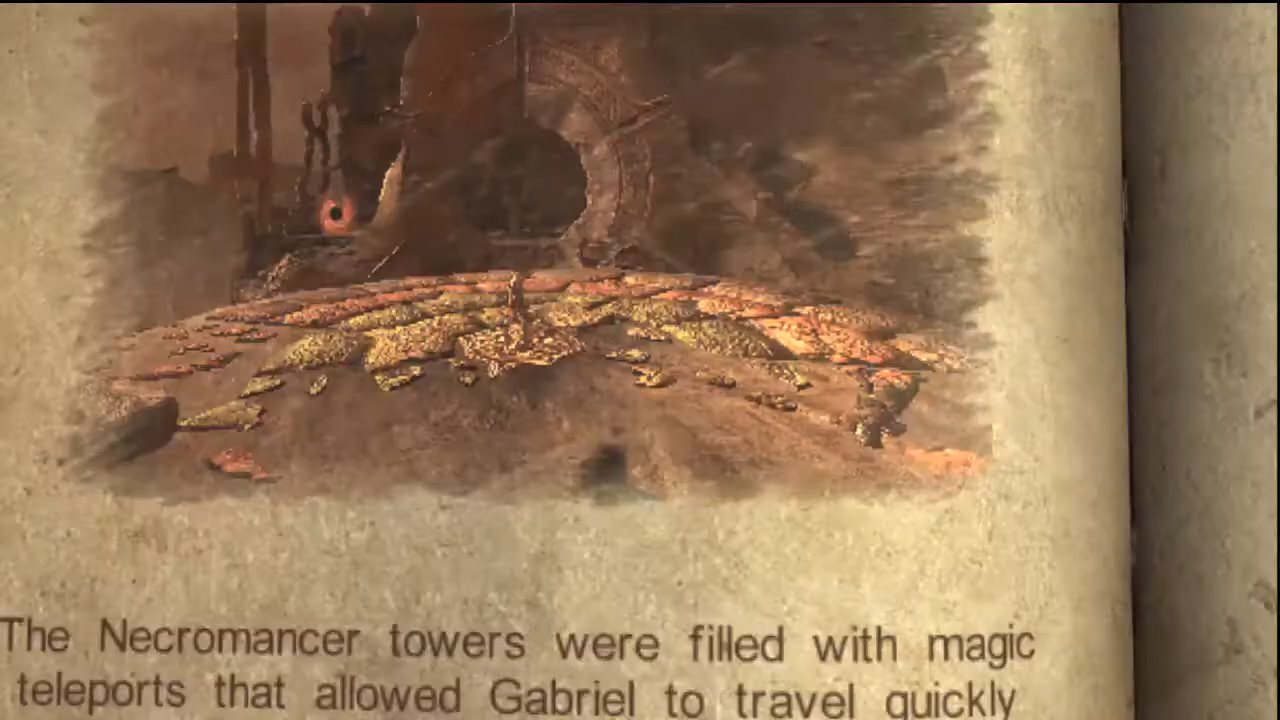 The Necromancer towers were filled with magic
teleports that allowed Gabriel to travel quickly